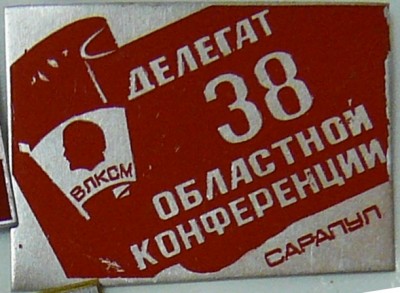 ДЕЛЕГАТ
38
ОБЛАСТНОЙ
КОНФЕРЕНЦИИ
ВЛКСМ
САРАПУЛ